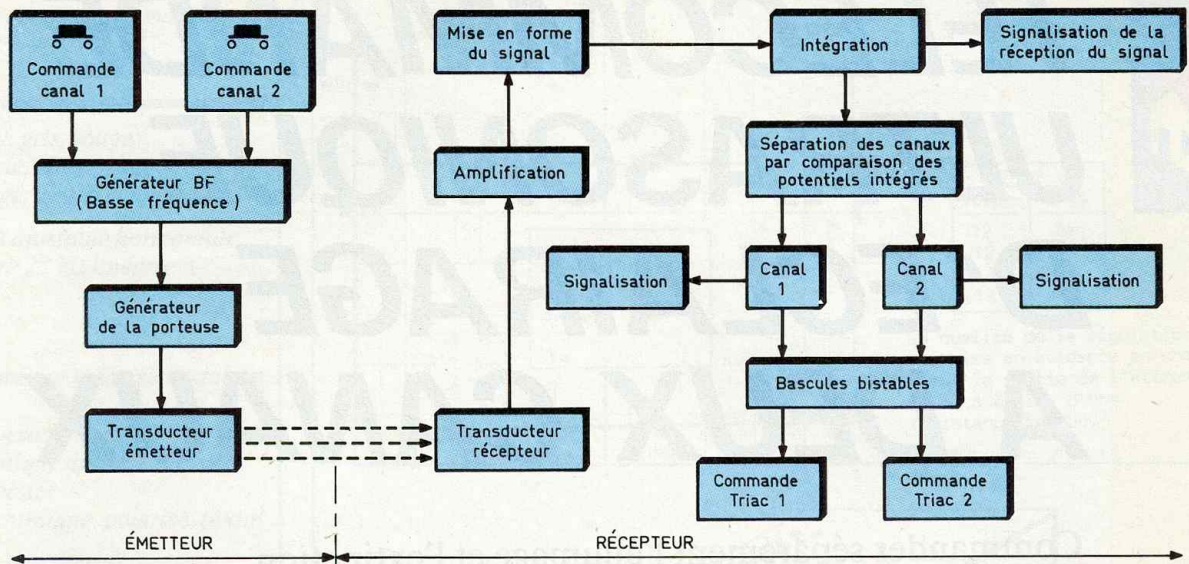 Commande
canal 1
Commande
canal 2
Générateur BF
(Basse fréquence)
Générateur
de la porteuse
Transducteur
émetteur
Transducteur
récepteur
Amplification
Mise en forme
du signal
Intégration
Signalisation de la
réception du signal
Séparation des canaux
par comparaison des
potentiels intégrés
Signalisation
Canal
1
Canal
2
Signalisation
Bascules bistables
Commande
Triac 1
Commande
Triac 2
ÉMETTEUR
RÉCEPTEUR